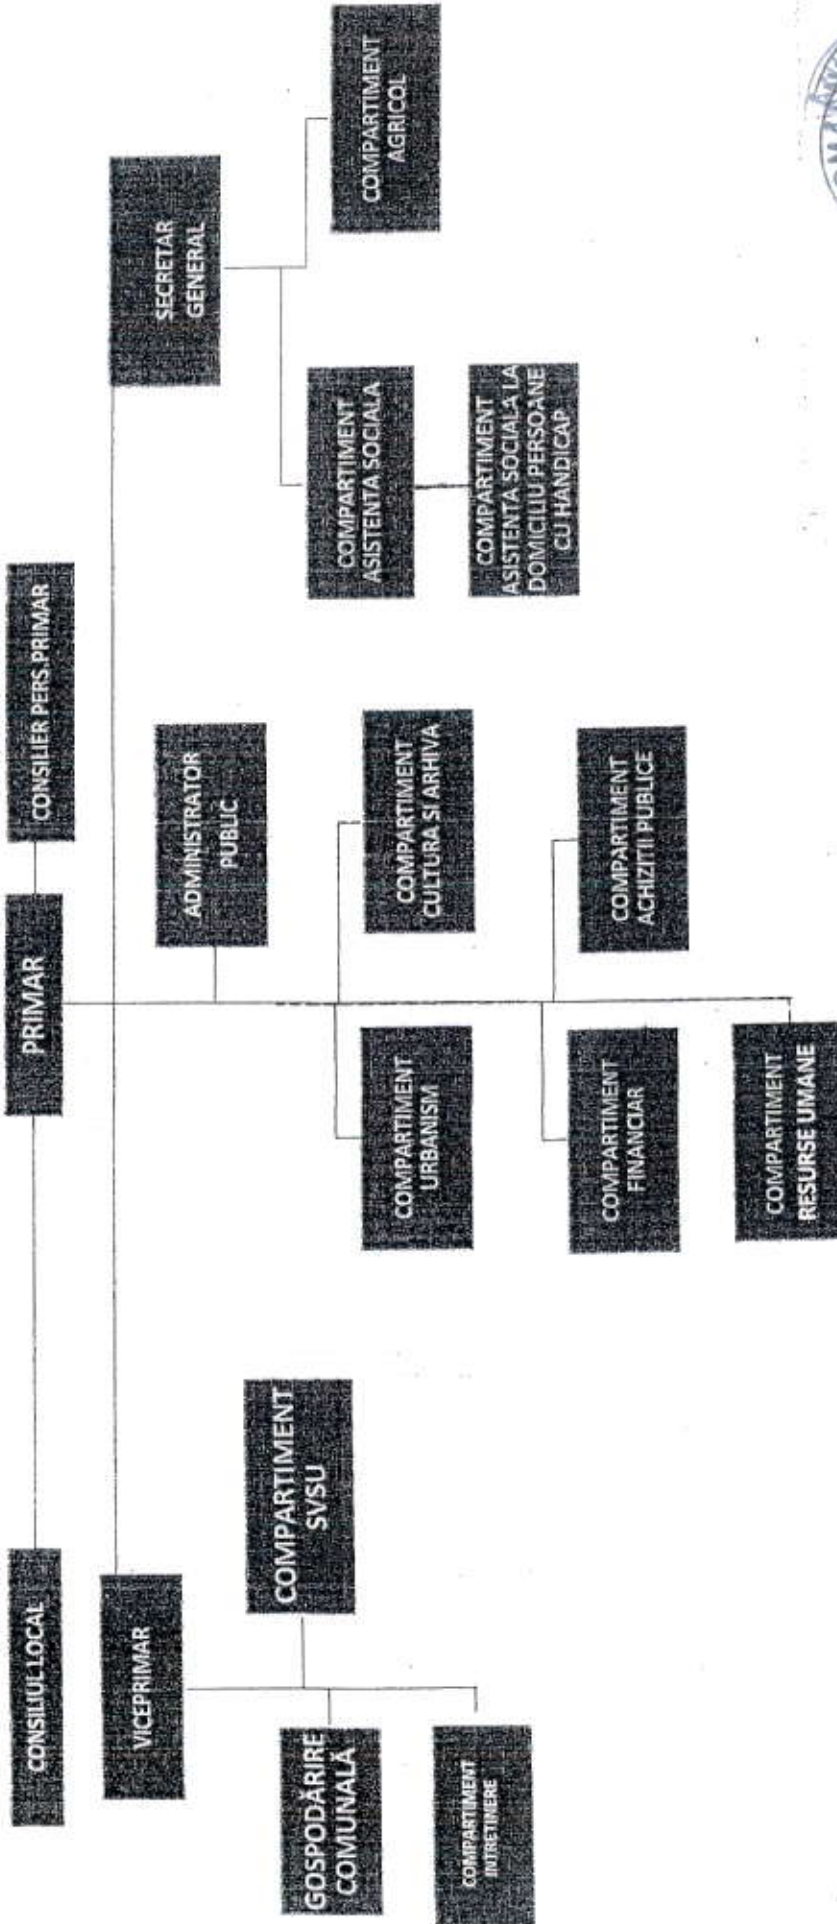 CONSILIUL LOCAL
PRIMAR
CONSILIER PERS.PRIMAR
VICEPRIMAR
SECRETAR
GENERAL
ADMINISTRATOR
PUBLIC
COMPARTIMENT
SVSU
GOSPODĂRIRE
COMUNALĂ
COMPARTIMENT
INTRETINERE
COMPARTIMENT
URBANISM
COMPARTIMENT
CULTURA SI ARHIVA
COMPARTIMENT
FINANCIAR
COMPARTIMENT
ACHIZITII PUBLICE
COMPARTIMENT
RESURSE UMANE
COMPARTIMENT
ASISTENTA SOCIALA
COMPARTIMENT
AGRICOL
COMPARTIMENT
ASISTENTA SOCIALA LA
DOMICILIU PERSOANE
CU HANDICAP